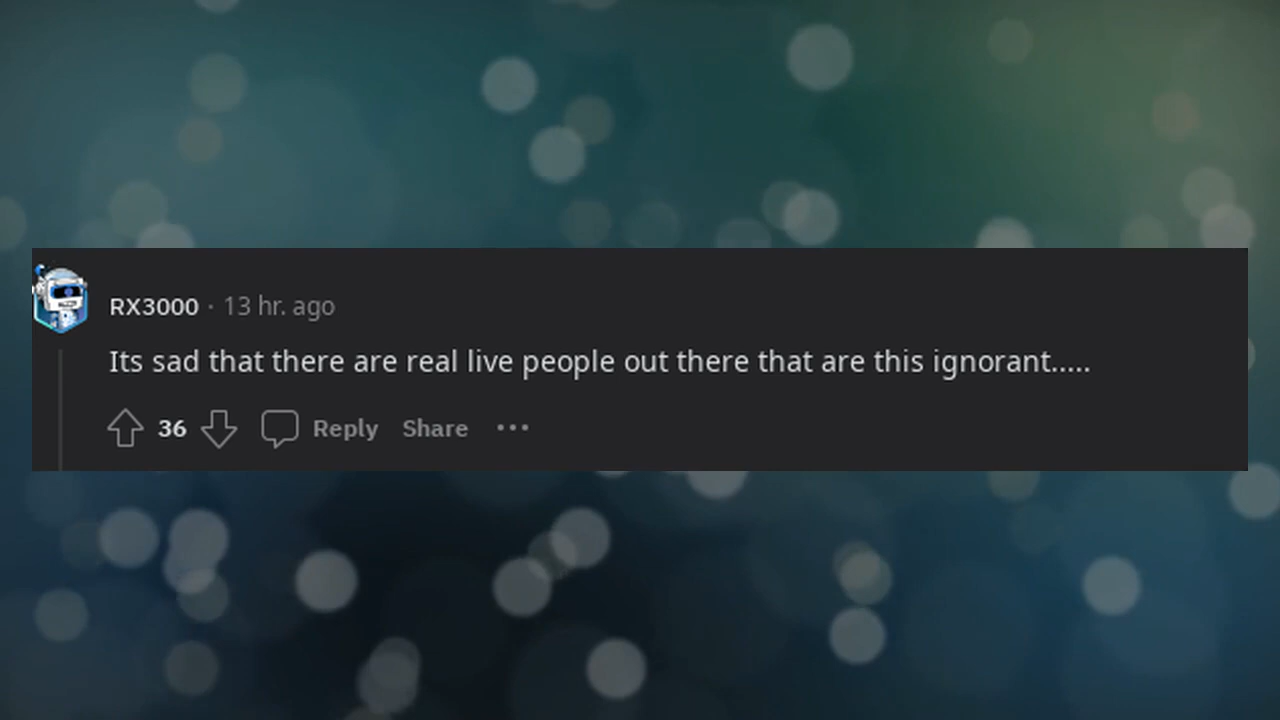 RX3000 · 13 hr. ago
Its sad that there are real live people out there that are this ignorant.....
36 Reply Share ...